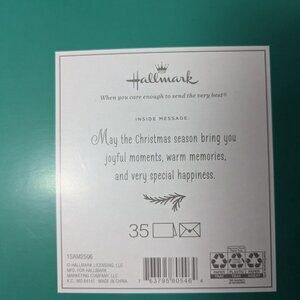 Hallmark
When you care enough to send the very best®
INSIDE MESSAGE:
May the Christmas season bring you
joyful moments, warm memories,
and very special happiness.
35
© HALLMARK LICENSING, LLC
MFD. FOR HALLMARK
MARKETING COMPANY, LLC
K.C. MO 64141 MADE IN CHINA